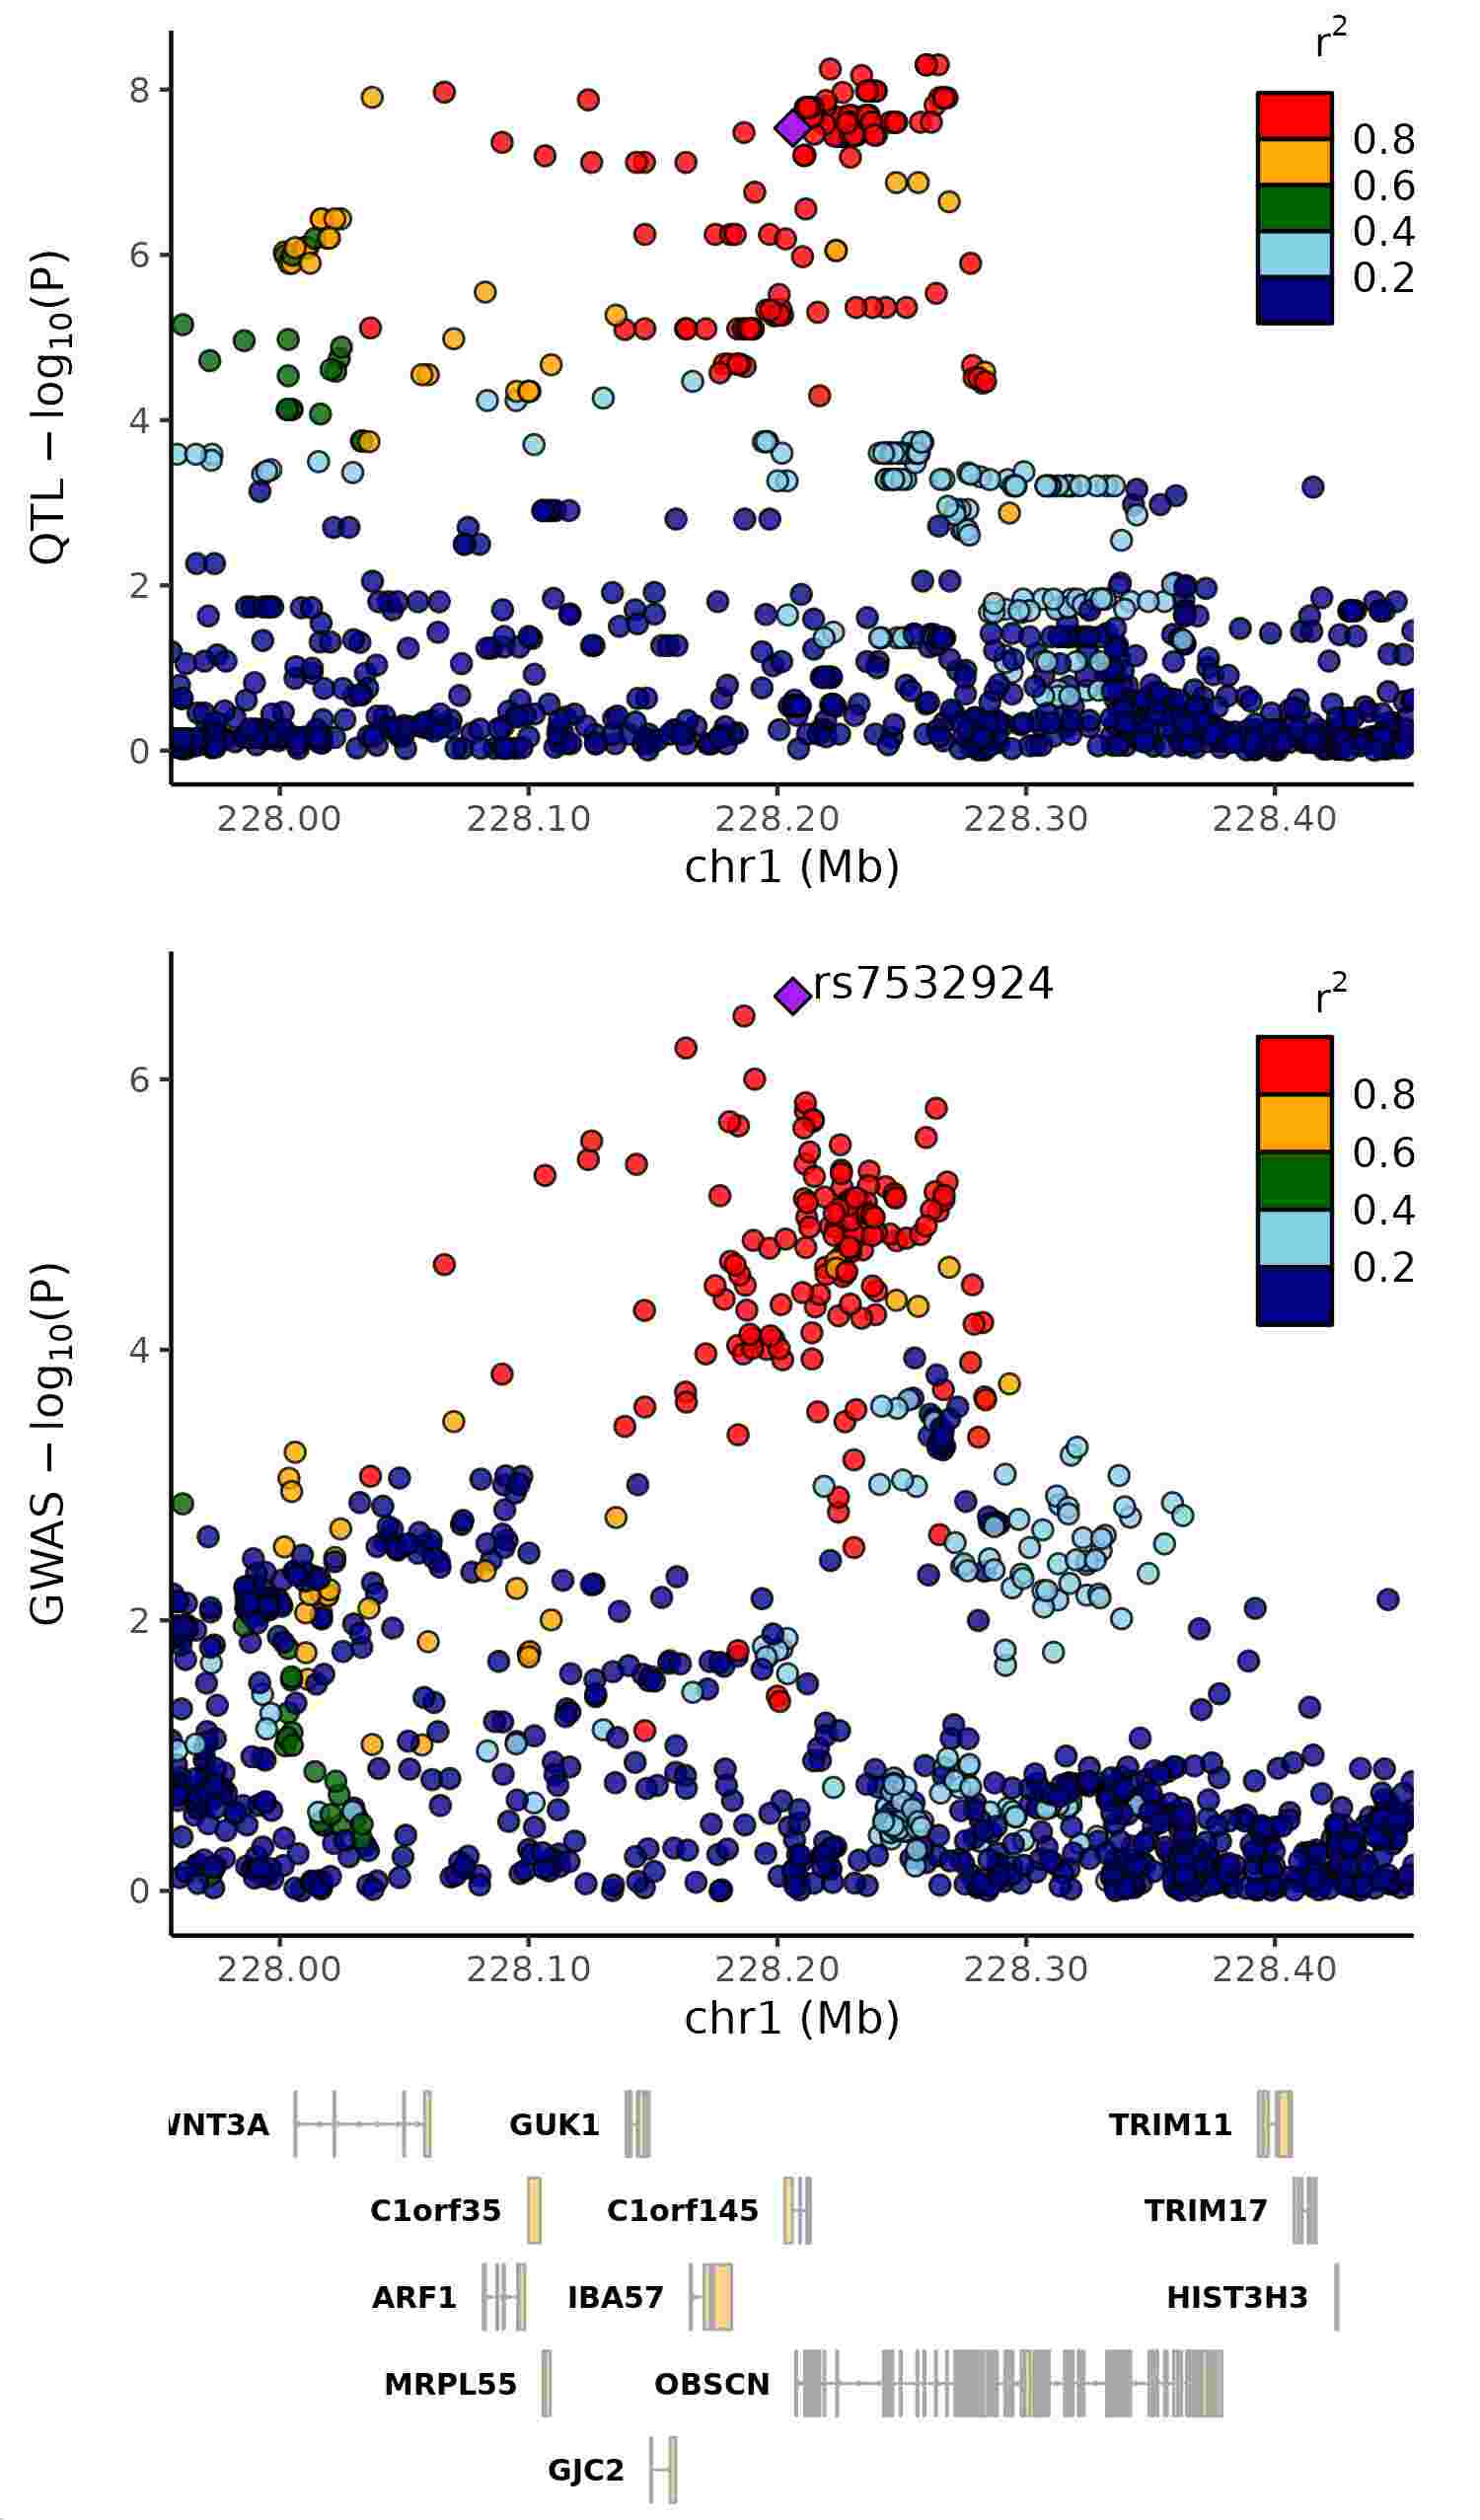 r²
8
6
4
2
0
0.8
0.6
0.4
0.2
QTL − log₁₀(P)
228.00 228.10 228.20 228.30 228.40
chr1 (Mb)
rs7532924
r²
6
4
2
0
0.8
0.6
0.4
0.2
GWAS − log₁₀(P)
228.00 228.10 228.20 228.30 228.40
chr1 (Mb)
WNT3A GUK1 TRIM11
C1orf35 C1orf145 TRIM17
ARF1 IBA57 HIST3H3
MRPL55 OBSCN
GJC2